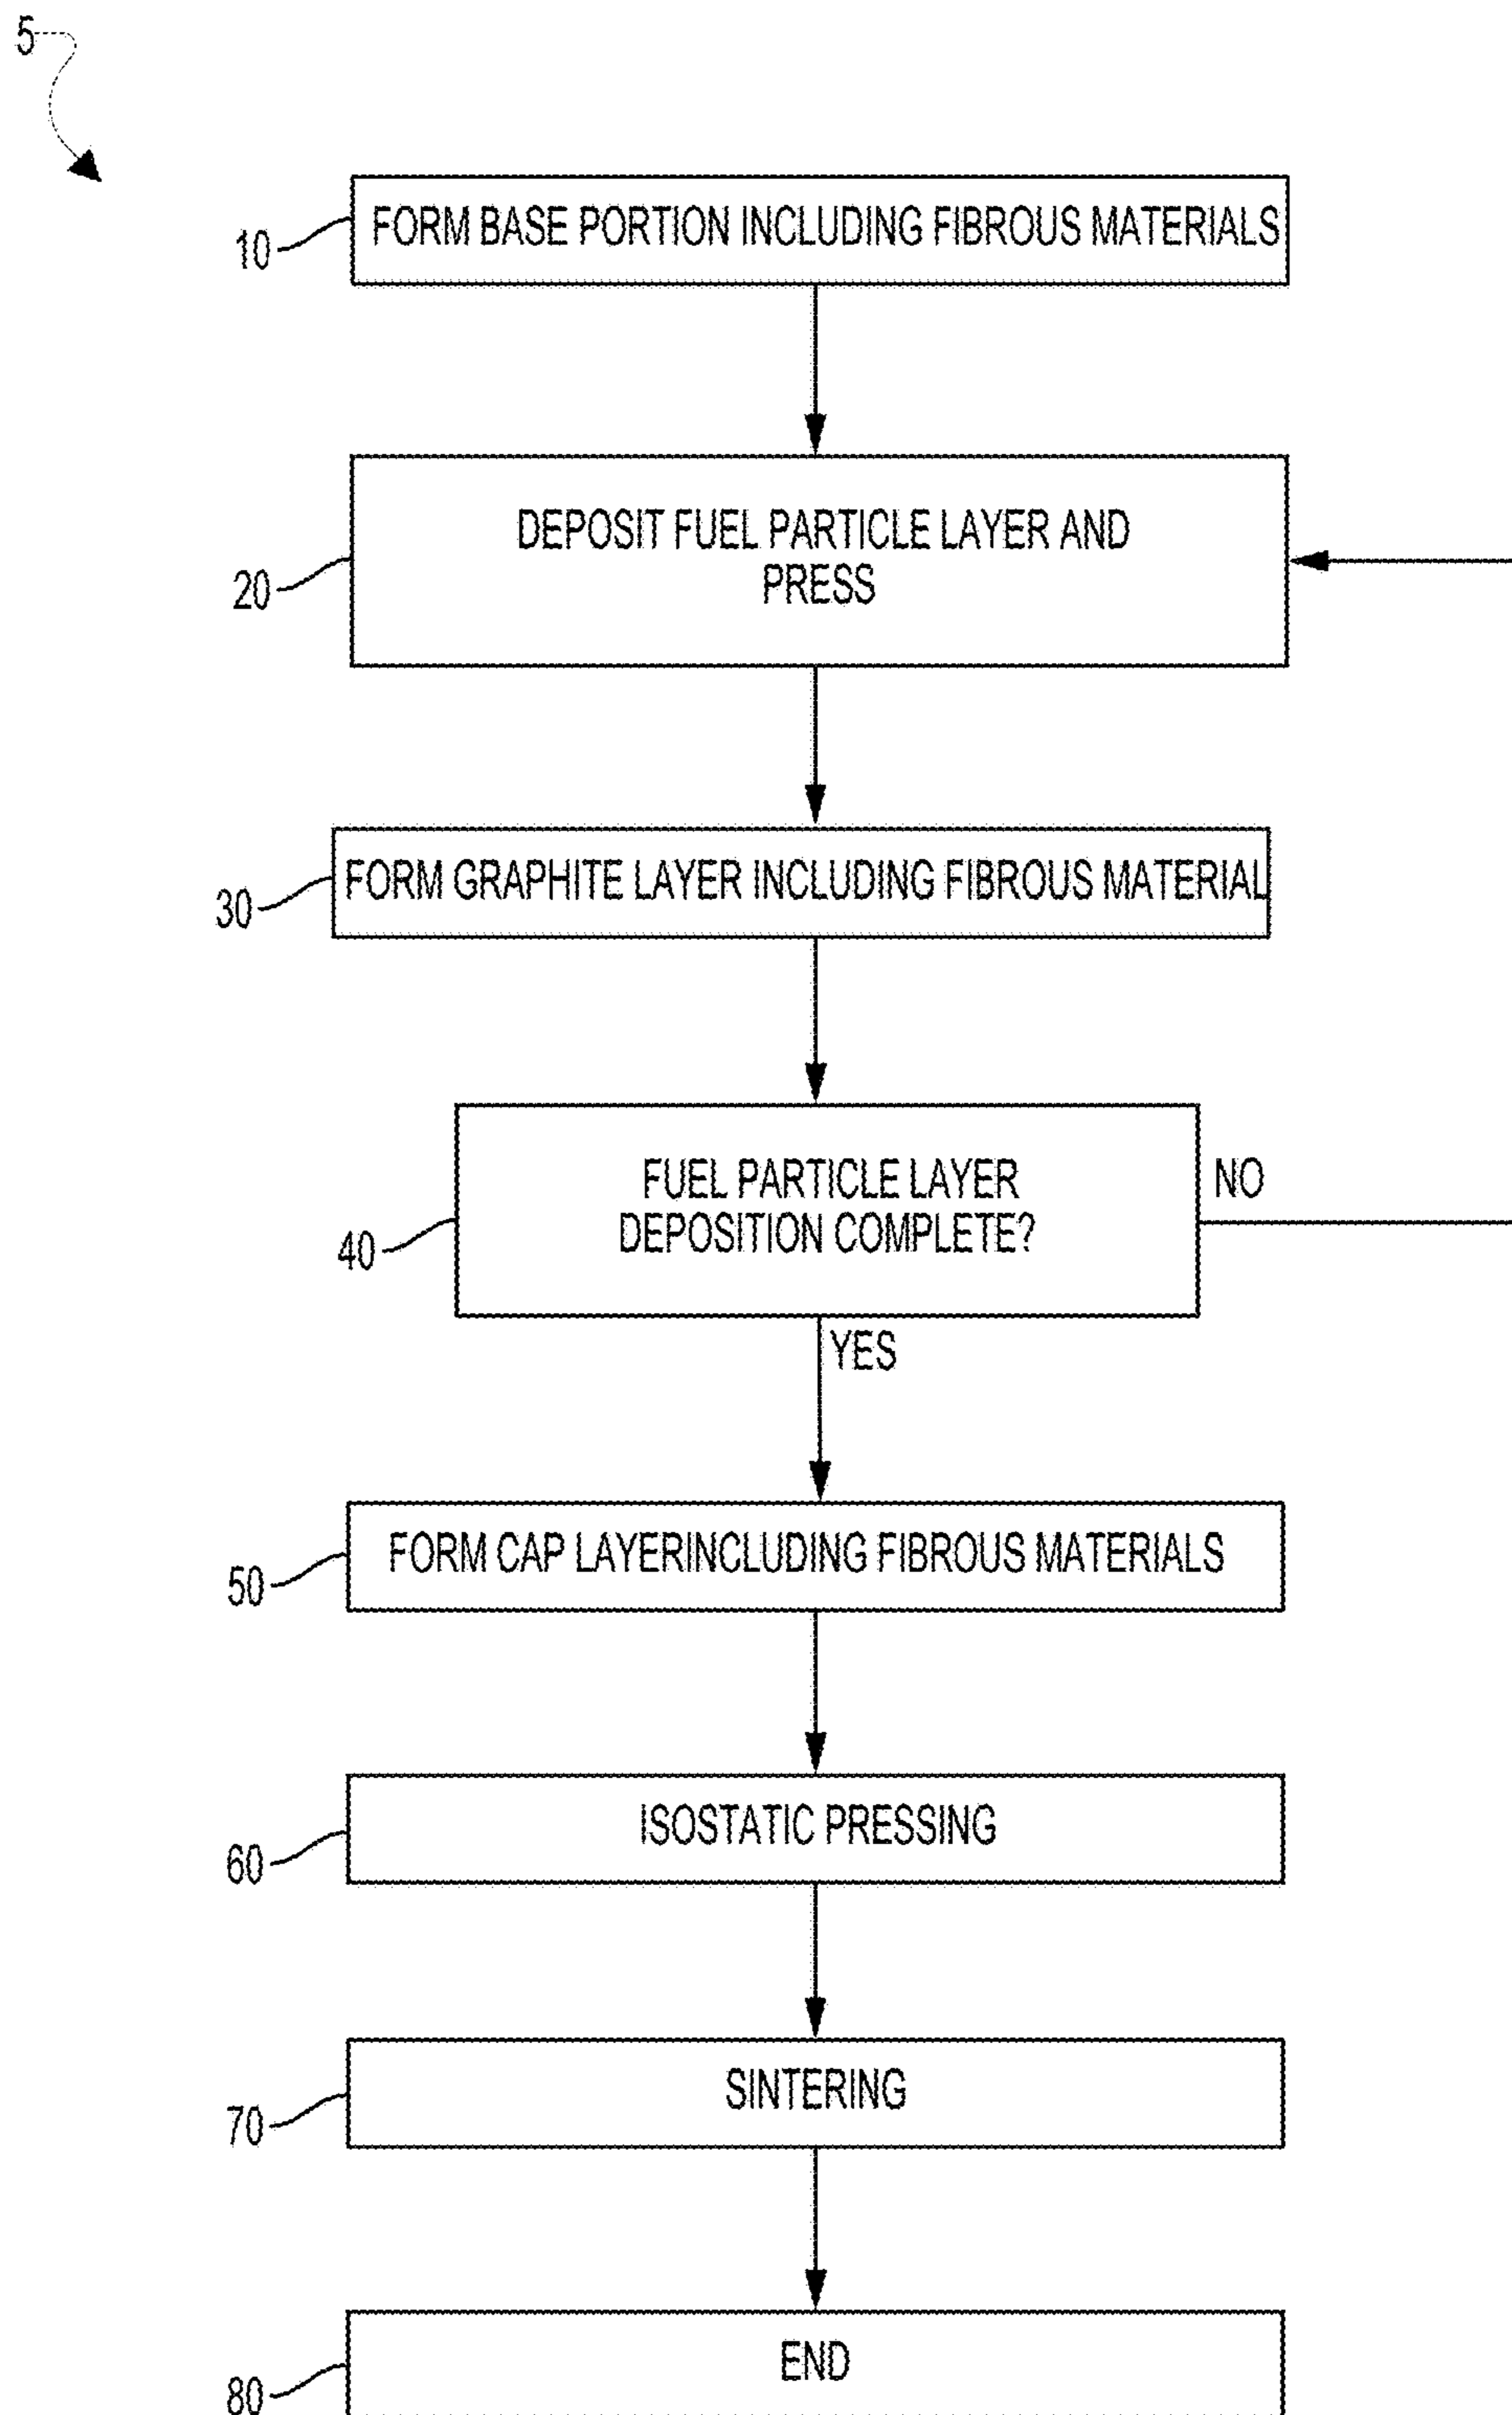 5
10
FORM BASE PORTION INCLUDING FIBROUS MATERIALS
20
DEPOSIT FUEL PARTICLE LAYER AND
PRESS
30
FORM GRAPHITE LAYER INCLUDING FIBROUS MATERIAL
40
FUEL PARTICLE LAYER
DEPOSITION COMPLETE?
NO
YES
50
FORM CAP LAYERINCLUDING FIBROUS MATERIALS
60
ISOSTATIC PRESSING
70
SINTERING
80
END